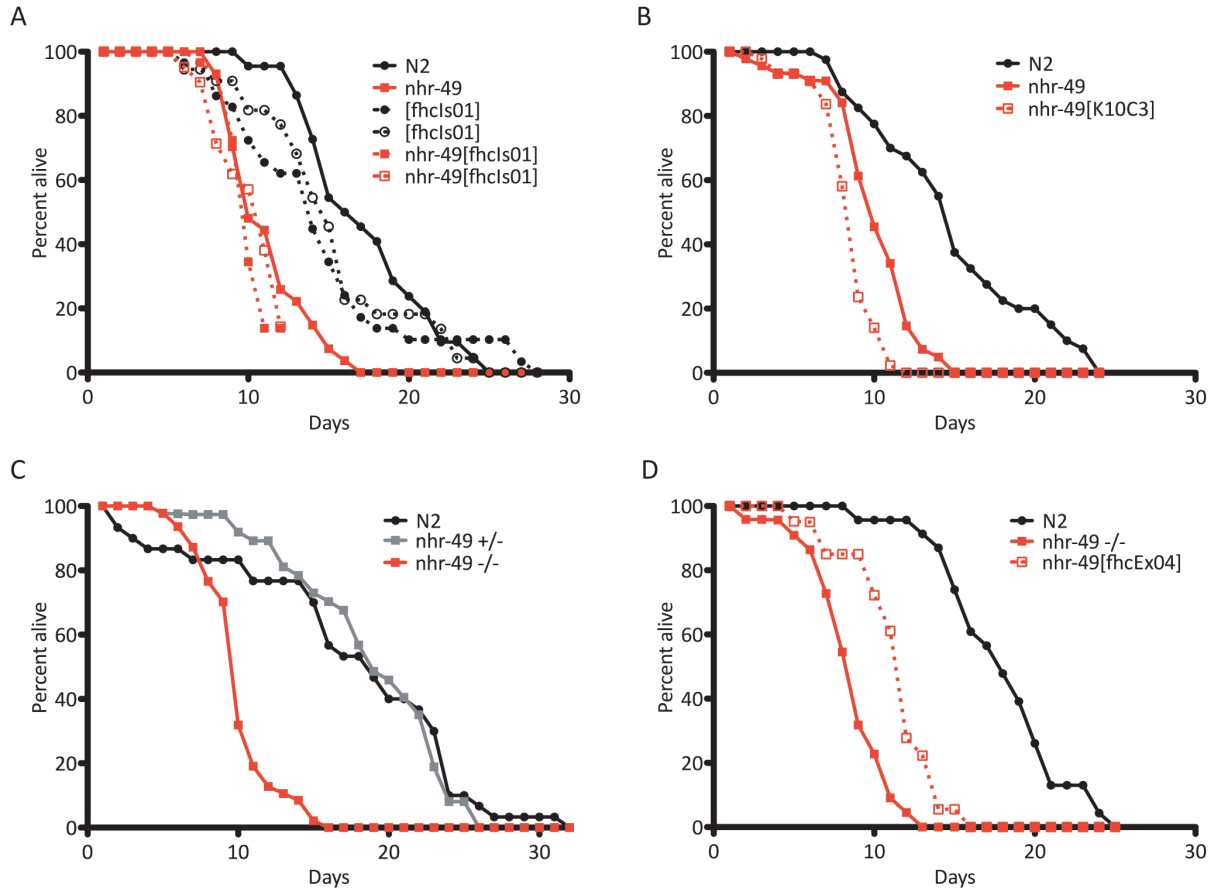 A
Percent alive
100
80
60
40
20
0
0
10
20
30
Days
N2
nhr-49
[fhcIs01]
[fhcIs01]
nhr-49[fhcIs01]
nhr-49[fhcIs01]
B
Percent alive
100
80
60
40
20
0
0
10
20
30
Days
N2
nhr-49
nhr-49[K10C3]
C
Percent alive
100
80
60
40
20
0
0
10
20
30
Days
N2
nhr-49 +/-
nhr-49 -/-
D
Percent alive
100
80
60
40
20
0
0
10
20
30
Days
N2
nhr-49 -/-
nhr-49[fhcEx04]